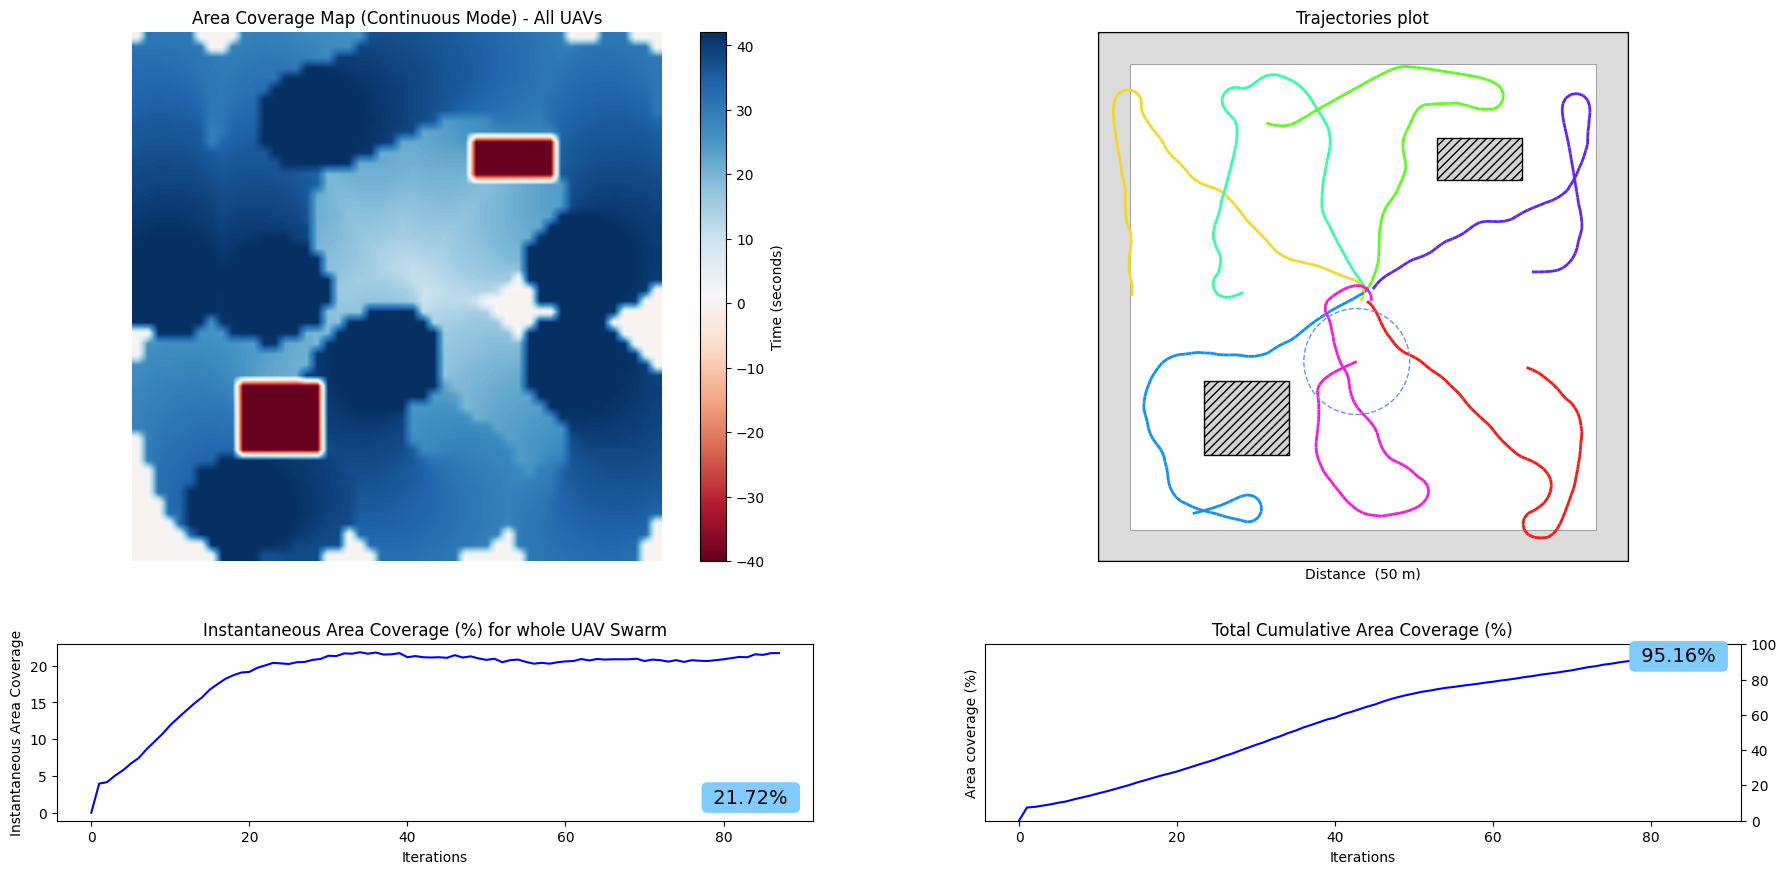 Area Coverage Map (Continuous Mode) - All UAVs
40
30
20
10
0
−10
−20
−30
−40
Time (seconds)
Trajectories plot
Distance  (50 m)
Instantaneous Area Coverage (%) for whole UAV Swarm
Instantaneous Area Coverage
20
15
10
5
0
21.72%
0 20 40 60 80
Iterations
Total Cumulative Area Coverage (%)
Area coverage (%)
95.16%
100
80
60
40
20
0
0 20 40 60 80
Iterations